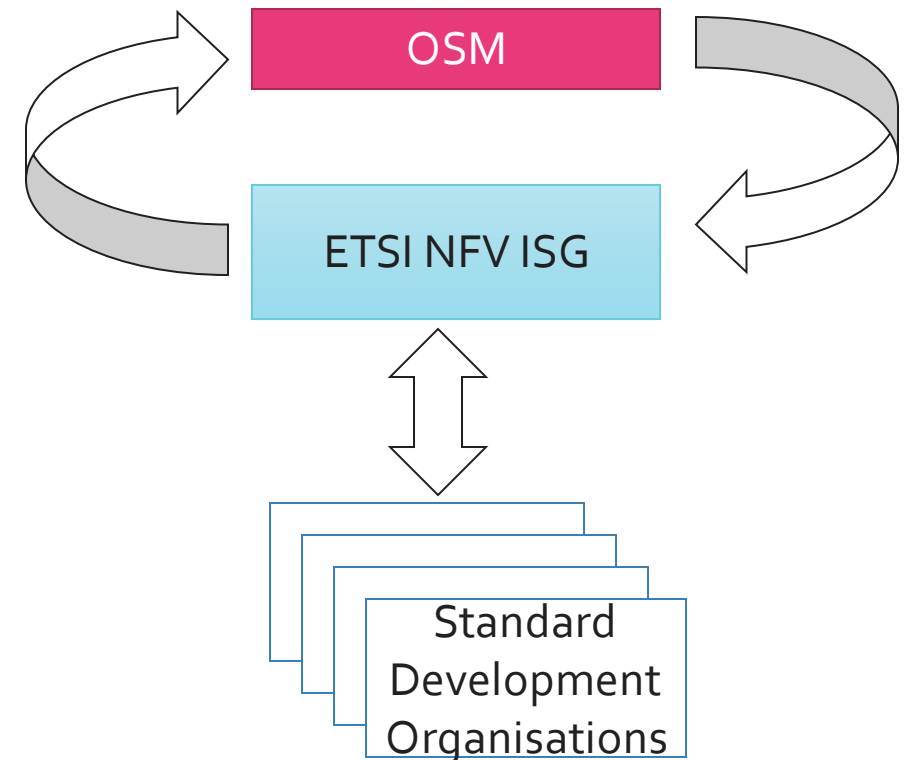 OSM
ETSI NFV ISG
Standard
Development
Organisations